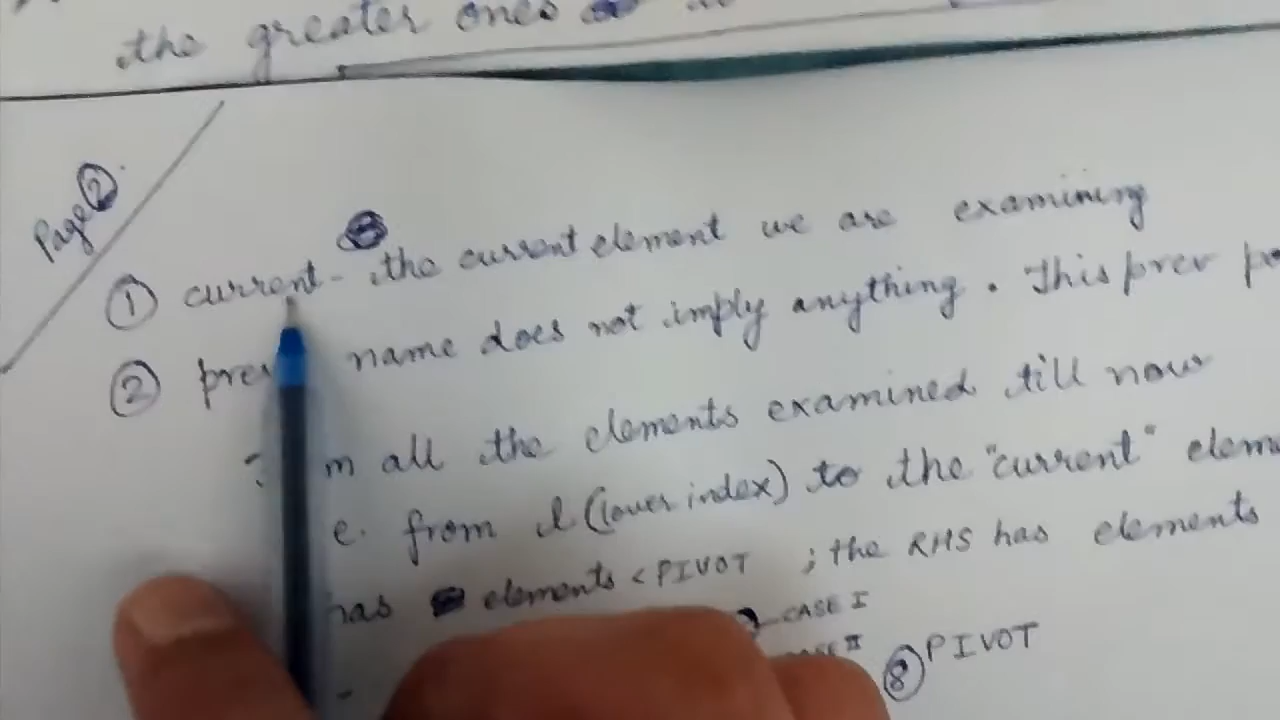 the greater ones
Page 2
① current - the current element we are examining
② prev name does not imply anything. This prev
m all the elements examined till now
e. from l (lower index) to the "current" elem
has elements < PIVOT ; the RHS has elements
CASE I
CASE II
⑧ PIVOT